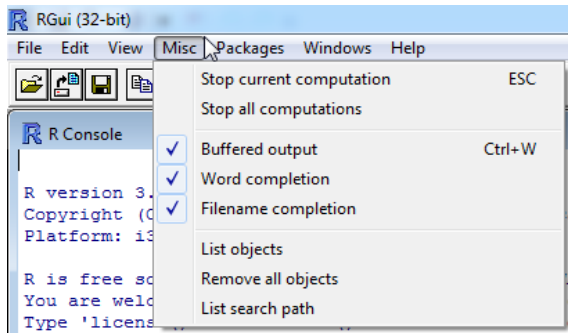 RGui (32-bit)
File Edit View Misc Packages Windows Help
Stop current computation ESC
Stop all computations
R Console
Buffered output Ctrl+W
Word completion
Filename completion
R version 3.
Copyright (C
Platform: i3
List objects
R is free so
Remove all objects
You are welc
List search path
Type 'licens